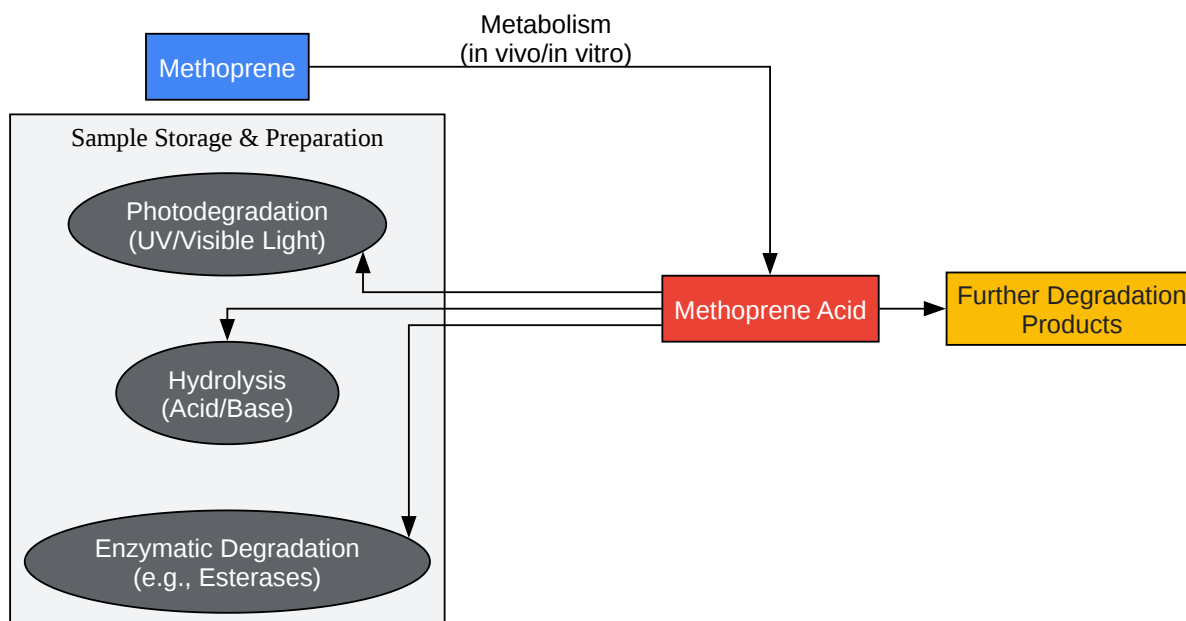 Metabolism
(in vivo/in vitro)
Methoprene
Sample Storage & Preparation
Photodegradation
(UV/Visible Light)
Methoprene Acid
Further Degradation
Products
Hydrolysis
(Acid/Base)
Enzymatic Degradation
(e.g., Esterases)